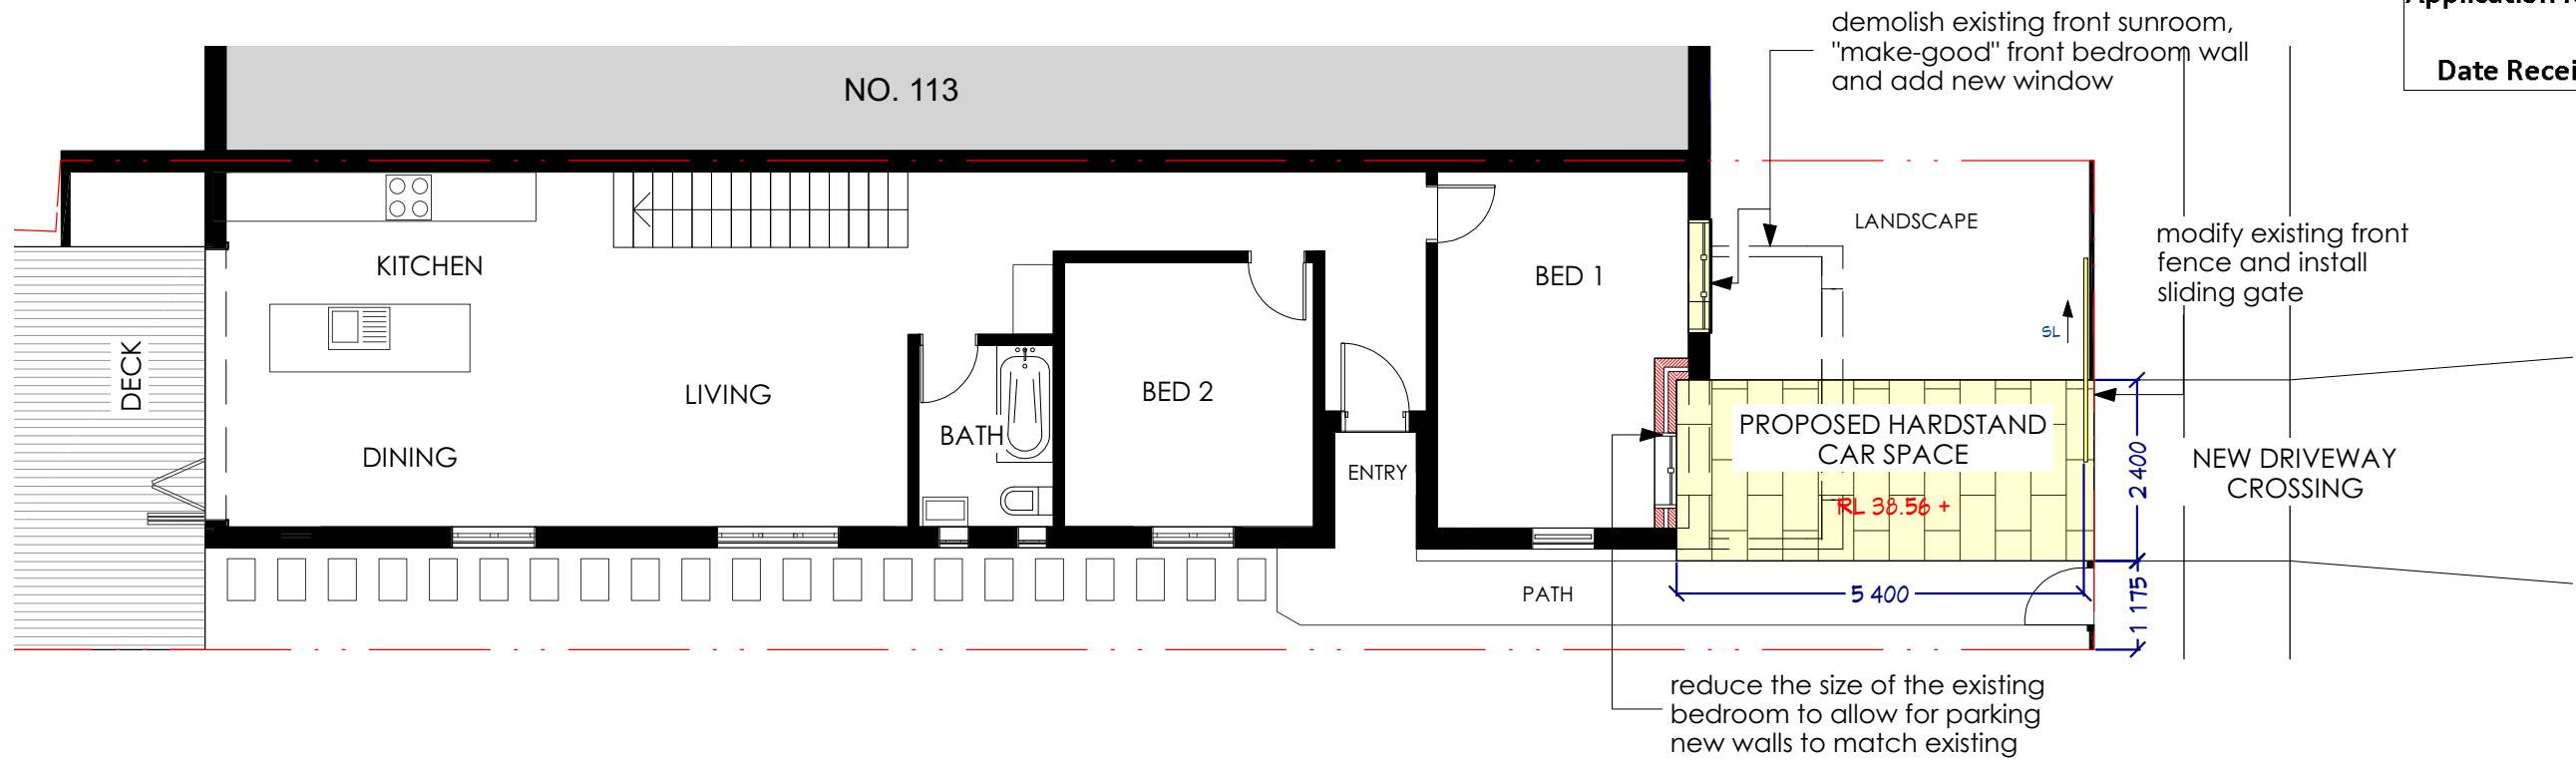 demolish existing front sunroom,
"make-good" front bedroom wall
and add new window
Date
NO. 113
LANDSCAPE
modify existing front
fence and install
sliding gate
SL
KITCHEN
BED 1
DECK
LIVING
BED 2
BATH
DINING
ENTRY
PROPOSED HARDSTAND
CAR SPACE
RL 38.56 +
2 400
NEW DRIVEWAY
CROSSING
PATH
5 400
1 175
reduce the size of the existing
bedroom to allow for parking
new walls to match existing